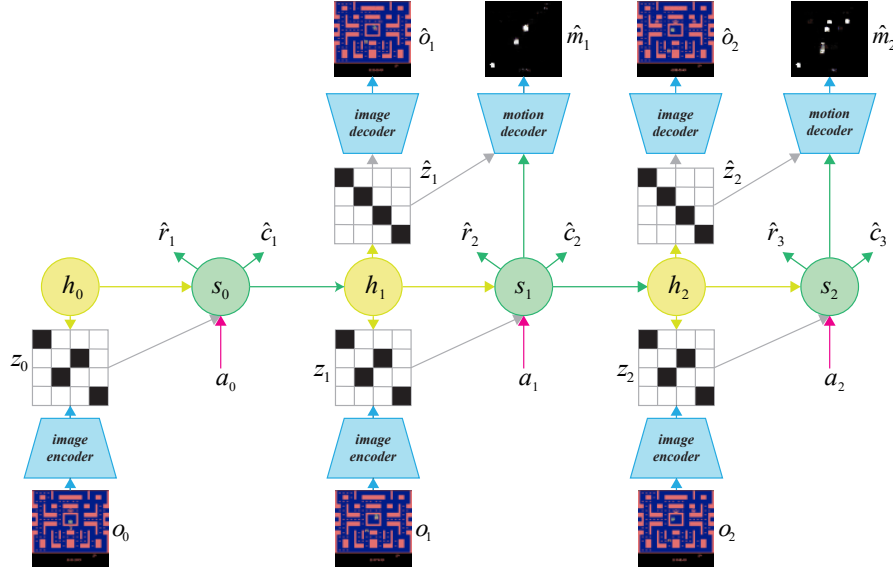 ô₁
m̂₁
ô₂
m̂₂
image
decoder
motion
decoder
image
decoder
motion
decoder
ẑ₁
ẑ₂
r̂₁
ĉ₁
r̂₂
ĉ₂
r̂₃
ĉ₃
h₀
s₀
h₁
s₁
h₂
s₂
z₀
z₁
z₂
a₀
a₁
a₂
image
encoder
image
encoder
image
encoder
o₀
o₁
o₂